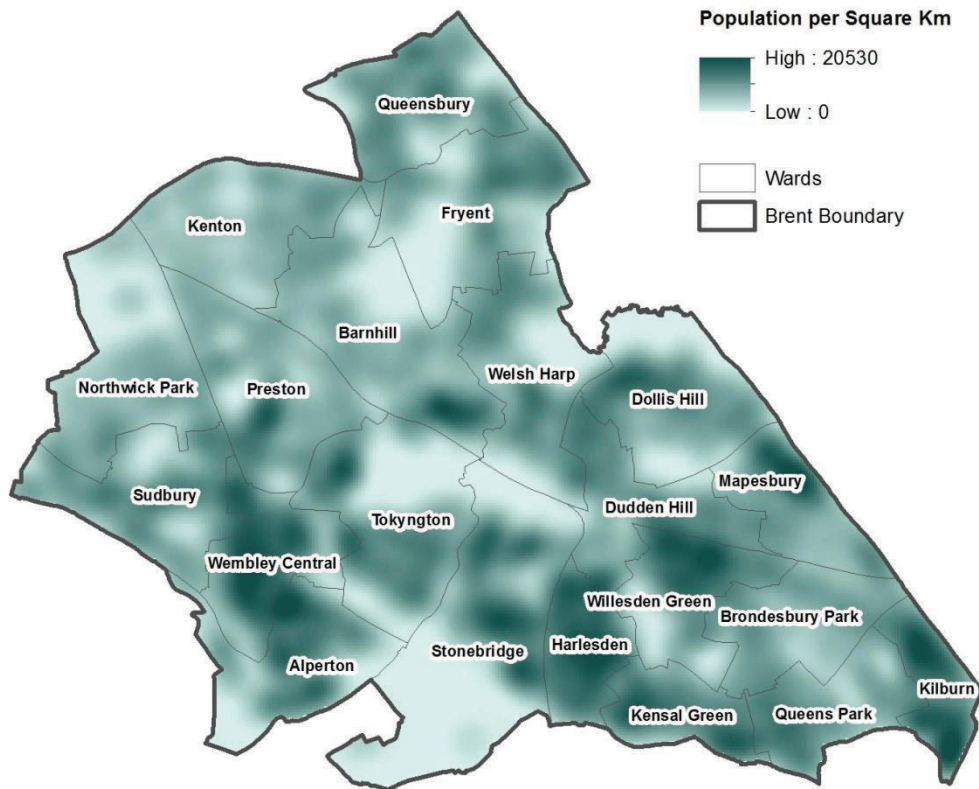 Population per Square Km
High : 20530
Low : 0
Wards
Brent Boundary
Queensbury
Fryent
Kenton
Barnhill
Welsh Harp
Northwick Park
Preston
Dollis Hill
Mapesbury
Sudbury
Dudden Hill
Tokyngton
Wembley Central
Willesden Green
Brondesbury Park
Stonebridge
Harlesden
Alperton
Kilburn
Kensal Green
Queens Park